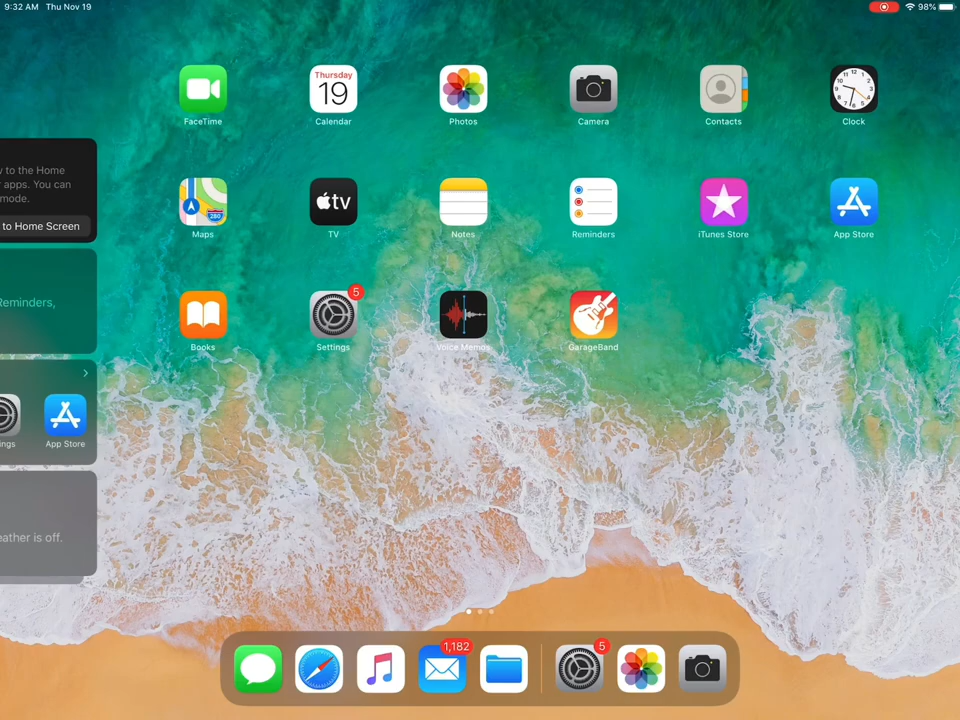 9:32 AM Thu Nov 19
98%
Thursday
19
FaceTime
Calendar
Photos
Camera
Contacts
Clock
to the Home
apps. You can
mode.
to Home Screen
280
tv
Maps
TV
Notes
Reminders
iTunes Store
App Store
Reminders,
5
Books
Settings
Voice Memos
GarageBand
ings
App Store
eather is off.
1,182
5